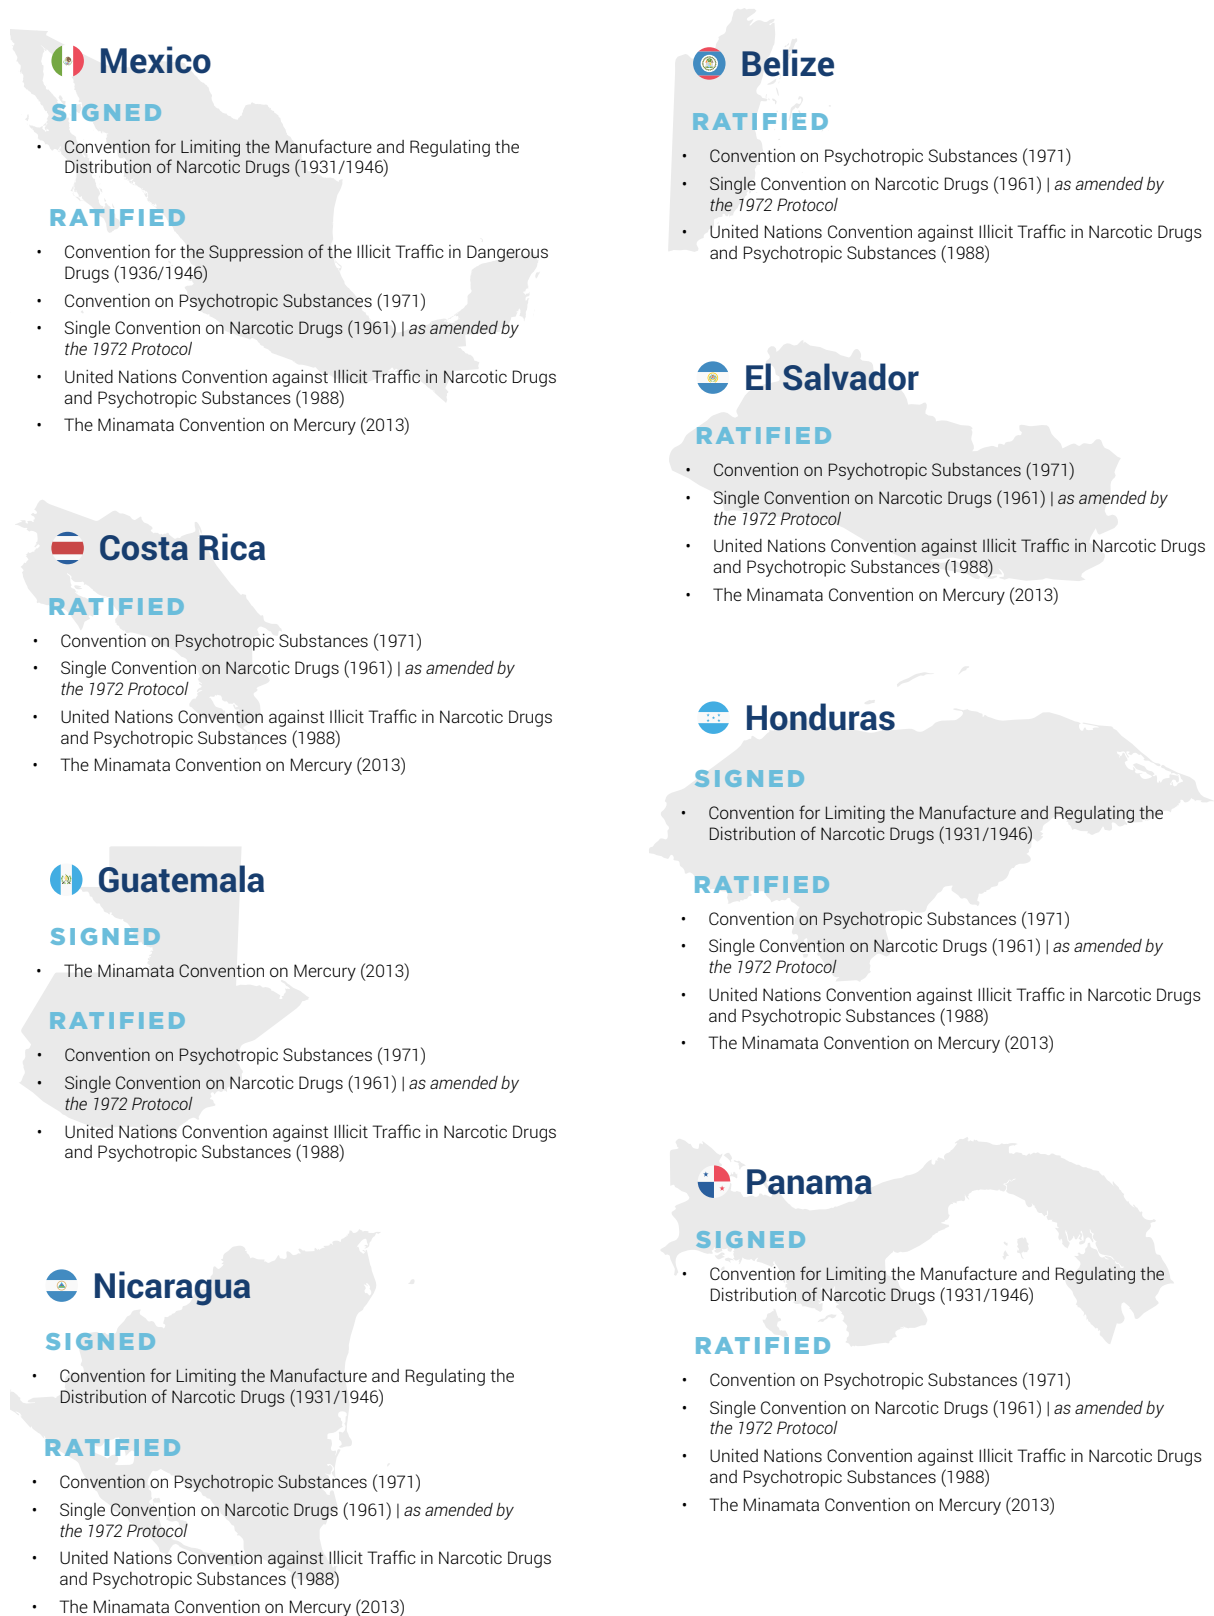 Mexico
SIGNED
• Convention for Limiting the Manufacture and Regulating the
Distribution of Narcotic Drugs (1931/1946)
RATIFIED
• Convention for the Suppression of the Illicit Traffic in Dangerous
Drugs (1936/1946)
• Convention on Psychotropic Substances (1971)
• Single Convention on Narcotic Drugs (1961) | as amended by
the 1972 Protocol
• United Nations Convention against Illicit Traffic in Narcotic Drugs
and Psychotropic Substances (1988)
• The Minamata Convention on Mercury (2013)
Costa Rica
RATIFIED
• Convention on Psychotropic Substances (1971)
• Single Convention on Narcotic Drugs (1961) | as amended by
the 1972 Protocol
• United Nations Convention against Illicit Traffic in Narcotic Drugs
and Psychotropic Substances (1988)
• The Minamata Convention on Mercury (2013)
Guatemala
SIGNED
• The Minamata Convention on Mercury (2013)
RATIFIED
• Convention on Psychotropic Substances (1971)
• Single Convention on Narcotic Drugs (1961) | as amended by
the 1972 Protocol
• United Nations Convention against Illicit Traffic in Narcotic Drugs
and Psychotropic Substances (1988)
Nicaragua
SIGNED
• Convention for Limiting the Manufacture and Regulating the
Distribution of Narcotic Drugs (1931/1946)
RATIFIED
• Convention on Psychotropic Substances (1971)
• Single Convention on Narcotic Drugs (1961) | as amended by
the 1972 Protocol
• United Nations Convention against Illicit Traffic in Narcotic Drugs
and Psychotropic Substances (1988)
• The Minamata Convention on Mercury (2013)
Belize
RATIFIED
• Convention on Psychotropic Substances (1971)
• Single Convention on Narcotic Drugs (1961) | as amended by
the 1972 Protocol
• United Nations Convention against Illicit Traffic in Narcotic Drugs
and Psychotropic Substances (1988)
El Salvador
RATIFIED
• Convention on Psychotropic Substances (1971)
• Single Convention on Narcotic Drugs (1961) | as amended by
the 1972 Protocol
• United Nations Convention against Illicit Traffic in Narcotic Drugs
and Psychotropic Substances (1988)
• The Minamata Convention on Mercury (2013)
Honduras
SIGNED
• Convention for Limiting the Manufacture and Regulating the
Distribution of Narcotic Drugs (1931/1946)
RATIFIED
• Convention on Psychotropic Substances (1971)
• Single Convention on Narcotic Drugs (1961) | as amended by
the 1972 Protocol
• United Nations Convention against Illicit Traffic in Narcotic Drugs
and Psychotropic Substances (1988)
• The Minamata Convention on Mercury (2013)
Panama
SIGNED
• Convention for Limiting the Manufacture and Regulating the
Distribution of Narcotic Drugs (1931/1946)
RATIFIED
• Convention on Psychotropic Substances (1971)
• Single Convention on Narcotic Drugs (1961) | as amended by
the 1972 Protocol
• United Nations Convention against Illicit Traffic in Narcotic Drugs
and Psychotropic Substances (1988)
• The Minamata Convention on Mercury (2013)